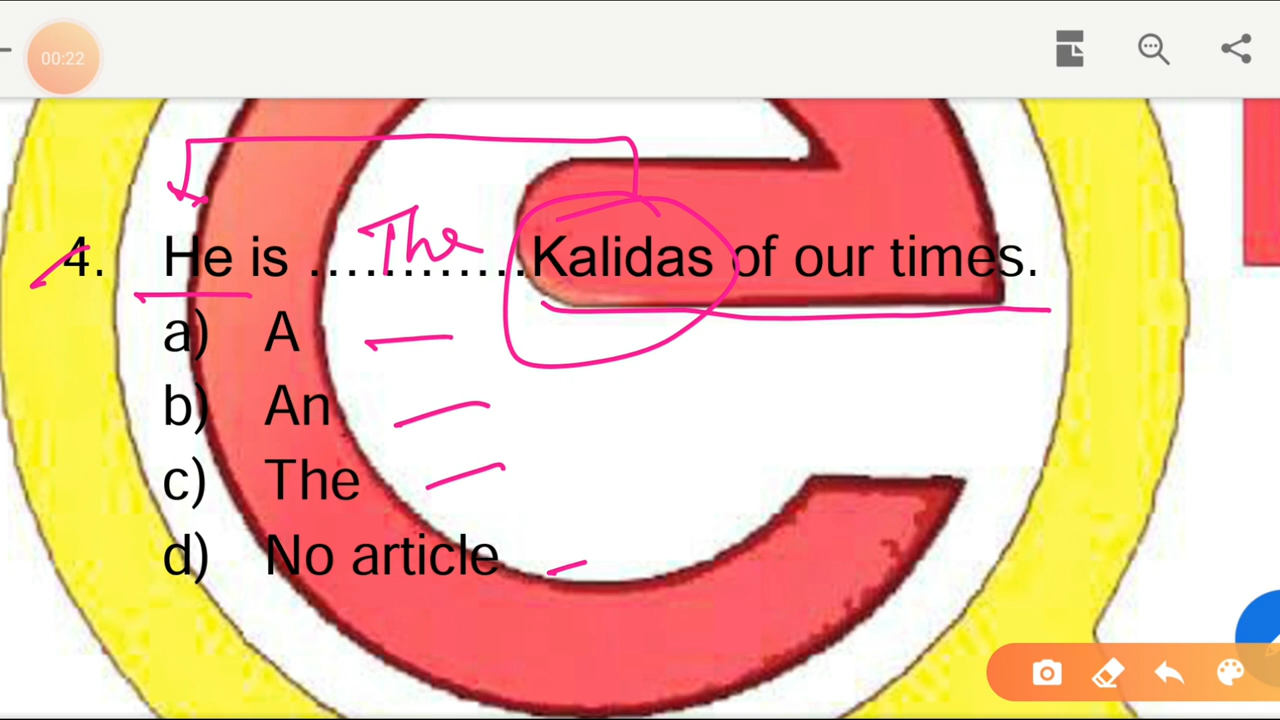 00:22
The
4. He is .............Kalidas of our times.
a) A
b) An
c) The
d) No article